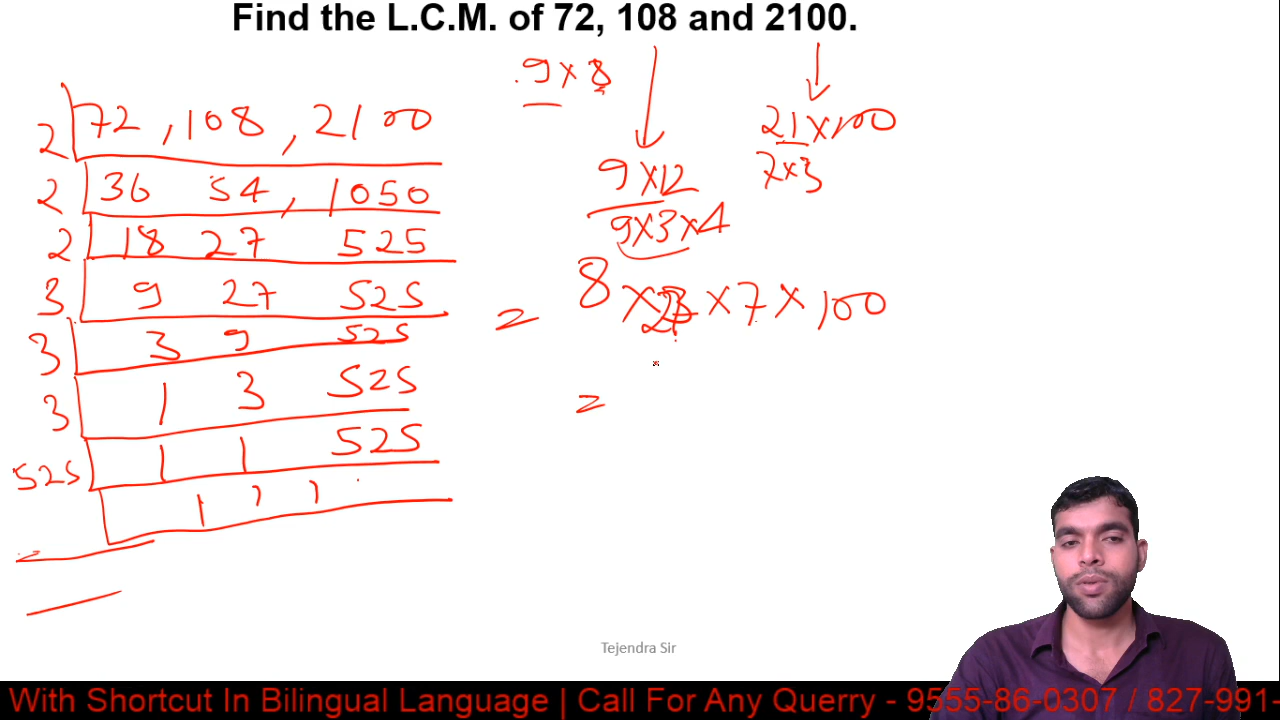 Find the L.C.M. of 72, 108 and 2100.
2 72 , 108 , 2100
2 36 54 , 1050
2 18 27 525
3 9 27 525
3 3 9 525
3 1 3 525
525 1 1 525
1 1 1
=
9 x 8
9 x 12
9 x 3 x 4
21 x 100
7 x 3
= 8 x 27 x 7 x 100
=
Tejendra Sir
With Shortcut In Bilingual Language | Call For Any Querry - 9555-86-0307 / 827-991-